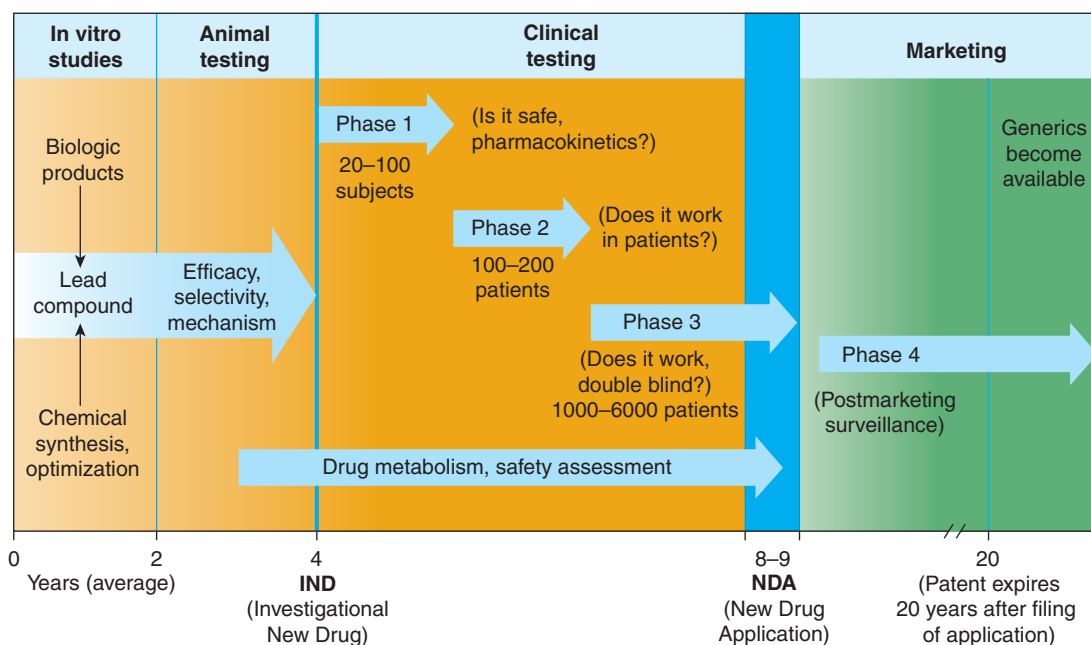 In vitro
studies
Animal
testing
Clinical
testing
Marketing
Biologic
products
Lead
compound
Chemical
synthesis,
optimization
Efficacy,
selectivity,
mechanism
Phase 1
20–100
subjects
(Is it safe,
pharmacokinetics?)
Phase 2
100–200
patients
(Does it work
in patients?)
Phase 3
(Does it work,
double blind?)
1000–6000 patients
Drug metabolism, safety assessment
Generics
become
available
Phase 4
(Postmarketing
surveillance)
0
Years (average)
2
4
IND
(Investigational
New Drug)
8–9
NDA
(New Drug
Application)
20
(Patent expires
20 years after filing
of application)